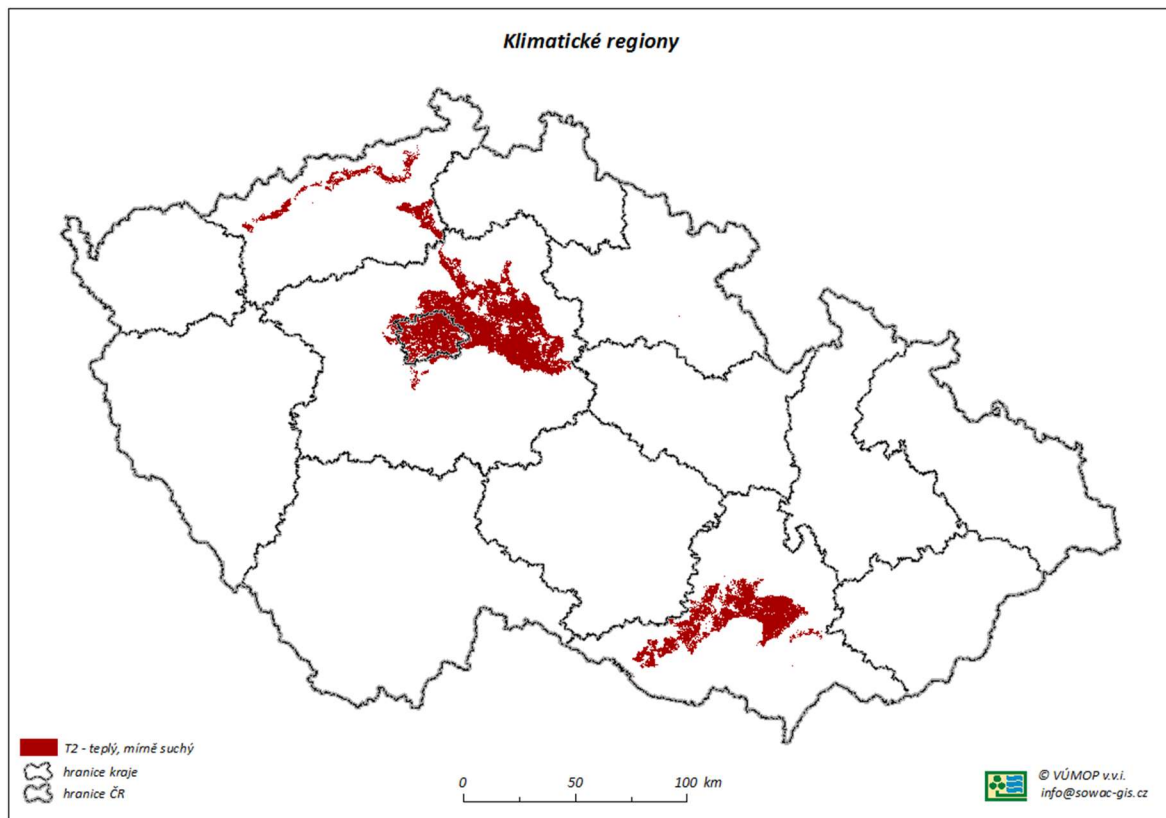 Klimatické regiony
T2 - teplý, mírně suchý
hranice kraje
hranice ČR
0 50 100 km
© VÚMOP v.v.i.
info@sowac-gis.cz